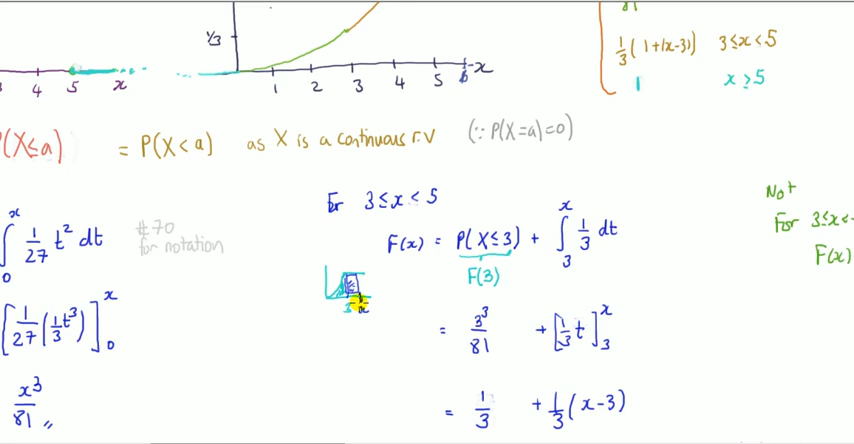 81
1/3
1/3 (1+(x-3)) 3≤x<5
1 x≥5
3 4 5 x
1 2 3 4 5 6 x
P(X≤a) = P(X<a) as X is a continuous r.v (∵ P(X=a)=0)
For 3≤x<5
∫₀ˣ 1/27 t² dt
#70
for notation
F(x) = P(X≤3) + ∫₃ˣ 1/3 dt
F(3)
3 x
Not
For 3≤x<
F(x)
[1/27 (1/3 t³)]₀ˣ
= 3³/81 + [1/3 t]₃ˣ
x³/81 〃
= 1/3 + 1/3 (x-3)